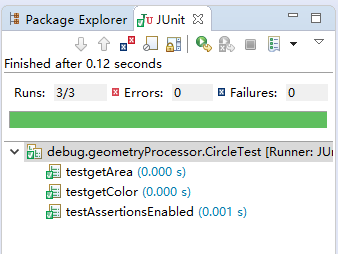 Package Explorer JUnit
Finished after 0.12 seconds
Runs: 3/3 Errors: 0 Failures: 0
debug.geometryProcessor.CircleTest [Runner: JU
testgetArea (0.000 s)
testgetColor (0.000 s)
testAssertionsEnabled (0.001 s)